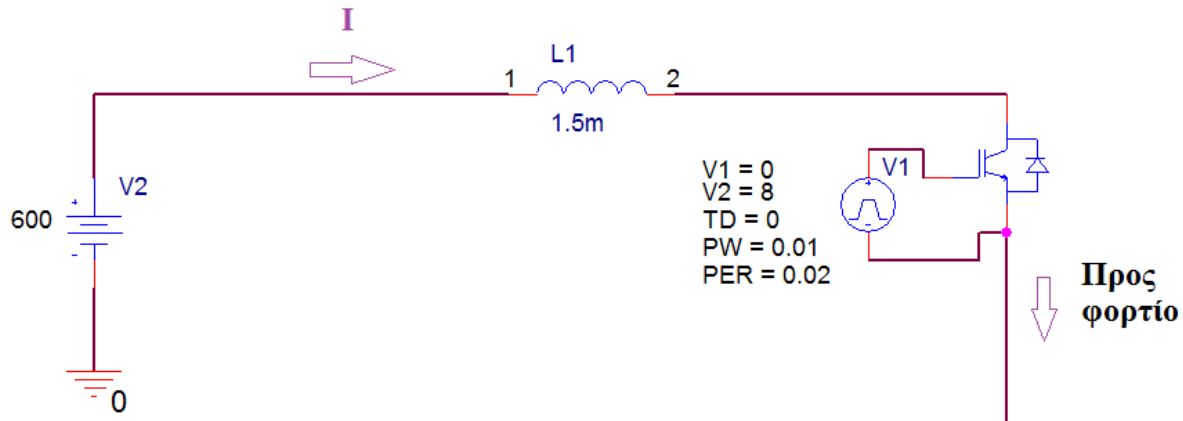 I
L1
1 2
1.5m
V2
600
+
-
0
V1 = 0
V2 = 8
TD = 0
PW = 0.01
PER = 0.02
V1
+
-
Προς
φορτίο